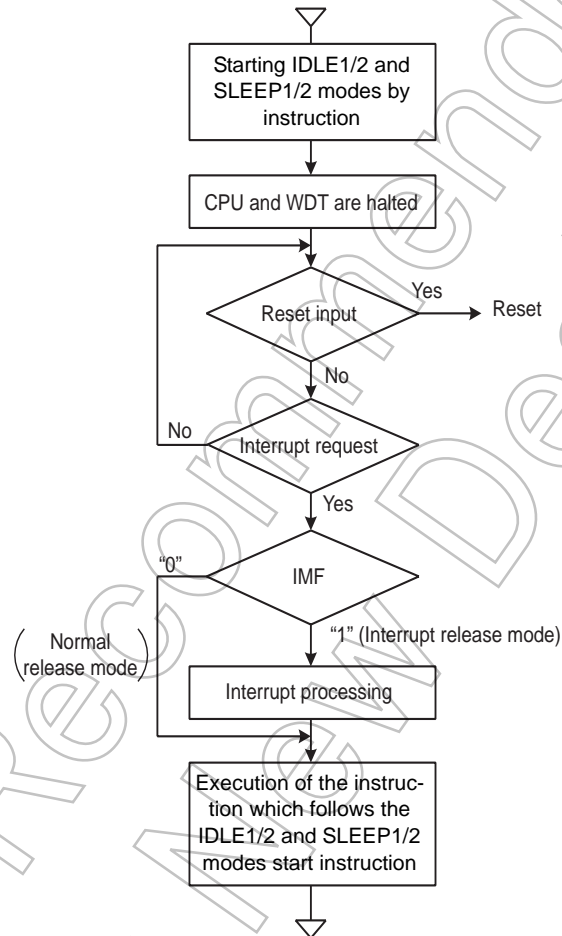 Starting IDLE1/2 and
SLEEP1/2 modes by
instruction
CPU and WDT are halted
Reset input
Yes
Reset
No
Interrupt request
No
Yes
IMF
“0”
“1” (Interrupt release mode)
Normal
release mode
Interrupt processing
Execution of the instruc-
tion which follows the
IDLE1/2 and SLEEP1/2
modes start instruction